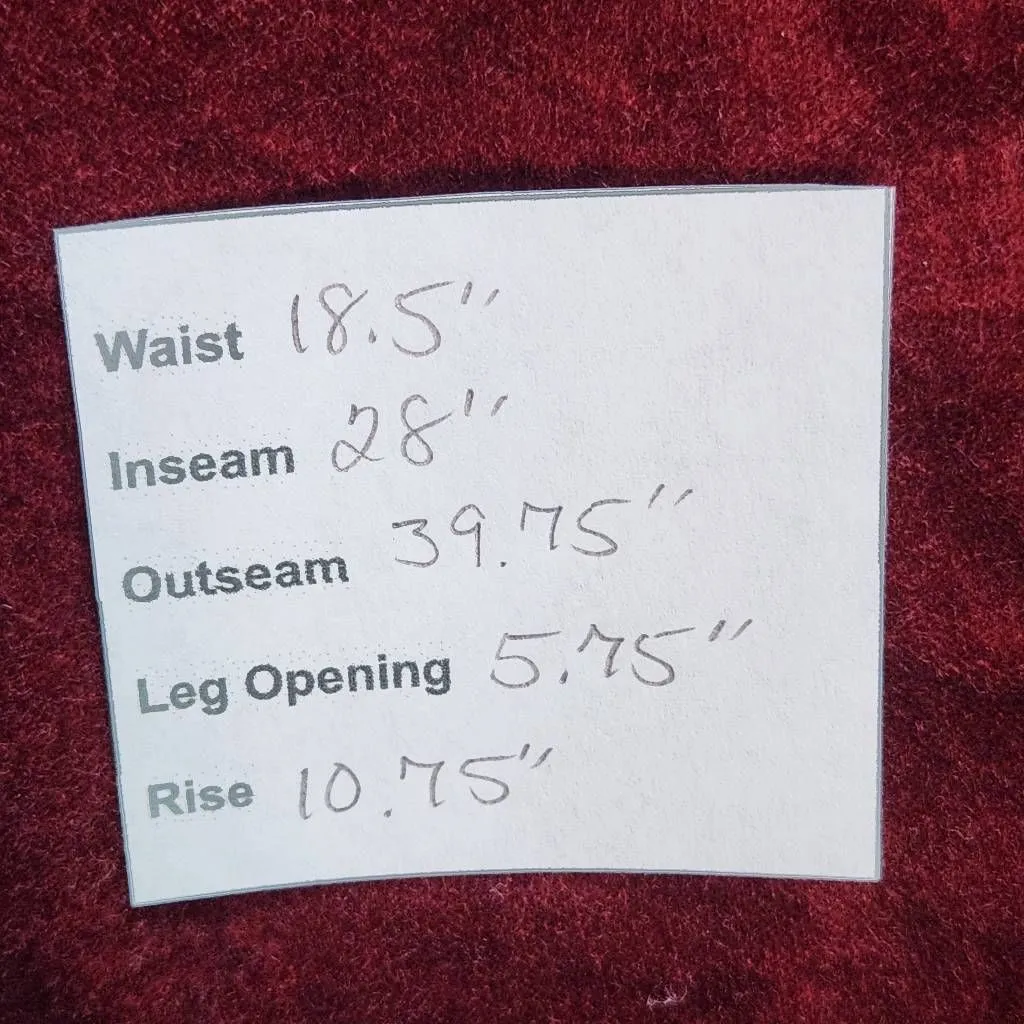 Waist 18.5"
Inseam 28"
Outseam 39.75"
Leg Opening 5.75"
Rise 10.75"